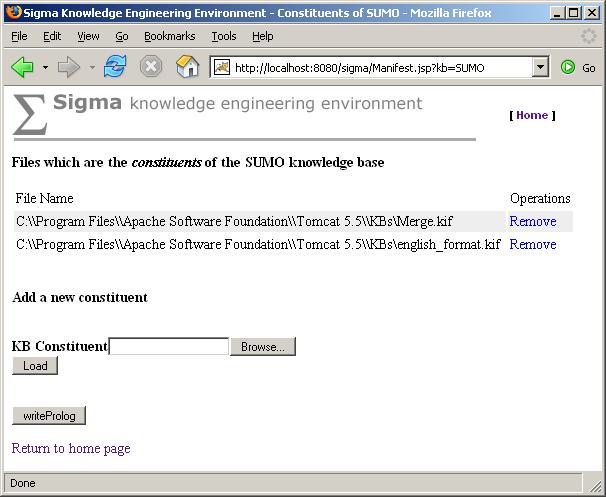 Sigma Knowledge Engineering Environment - Constituents of SUMO - Mozilla Firefox
File Edit View Go Bookmarks Tools Help
http://localhost:8080/sigma/Manifest.jsp?kb=SUMO Go
Σ Sigma knowledge engineering environment
[ Home ]
Files which are the constituents of the SUMO knowledge base
File Name Operations
C:\\Program Files\\Apache Software Foundation\\Tomcat 5.5\\KBs\Merge.kif Remove
C:\\Program Files\\Apache Software Foundation\\Tomcat 5.5\\KBs\english_format.kif Remove
Add a new constituent
KB Constituent Browse...
Load
writeProlog
Return to home page
Done